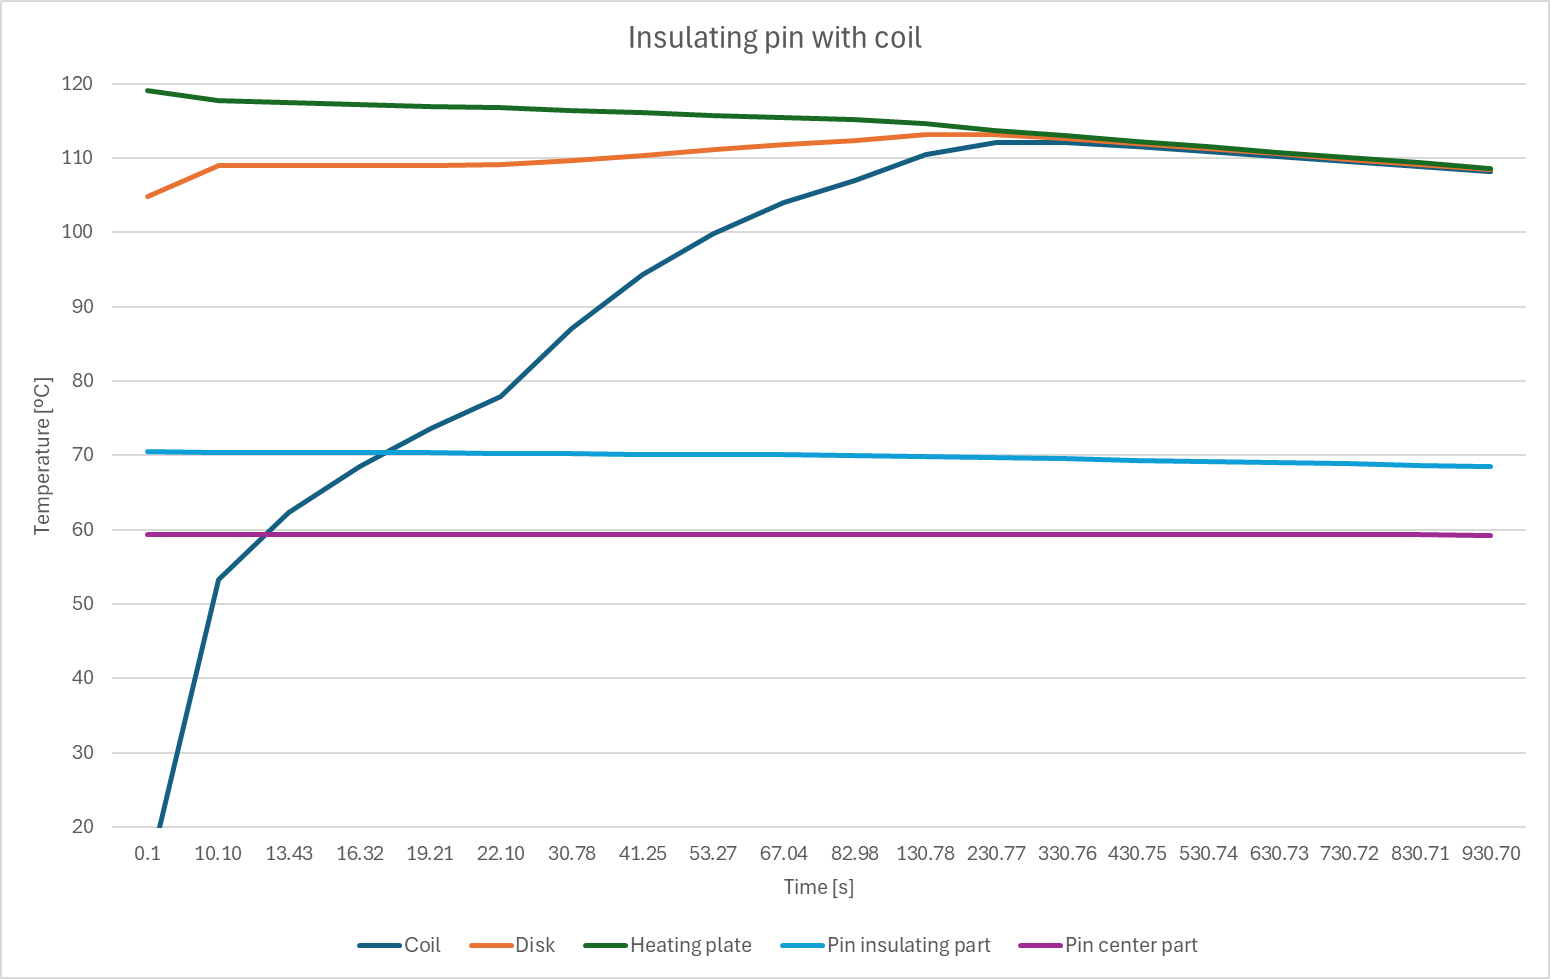 Insulating pin with coil
120
110
100
90
80
70
60
50
40
30
20
Temperature [ºC]
0.1 10.10 13.43 16.32 19.21 22.10 30.78 41.25 53.27 67.04 82.98 130.78 230.77 330.76 430.75 530.74 630.73 730.72 830.71 930.70
Time [s]
Coil Disk Heating plate Pin insulating part Pin center part